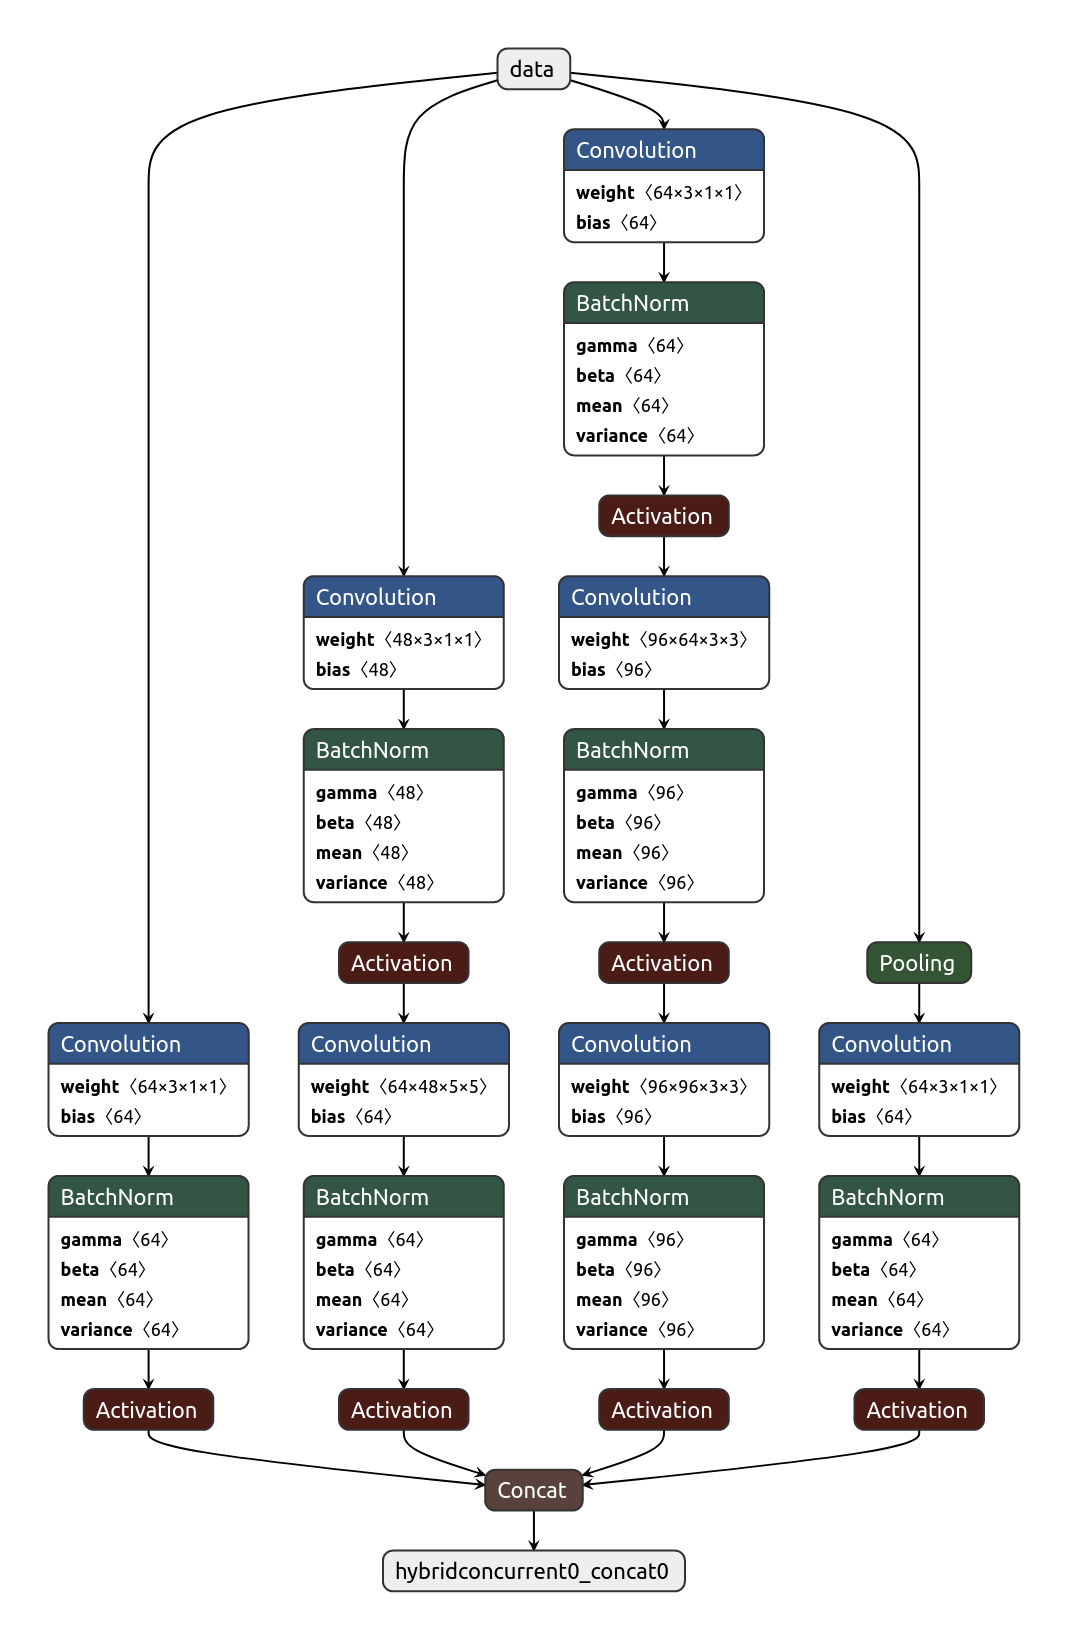 data
Convolution
weight〈64×3×1×1〉
bias〈64〉
BatchNorm
gamma〈64〉
beta〈64〉
mean〈64〉
variance〈64〉
Activation
Convolution
weight〈48×3×1×1〉
bias〈48〉
Convolution
weight〈96×64×3×3〉
bias〈96〉
BatchNorm
gamma〈48〉
beta〈48〉
mean〈48〉
variance〈48〉
BatchNorm
gamma〈96〉
beta〈96〉
mean〈96〉
variance〈96〉
Activation
Activation
Pooling
Convolution
weight〈64×3×1×1〉
bias〈64〉
Convolution
weight〈64×48×5×5〉
bias〈64〉
Convolution
weight〈96×96×3×3〉
bias〈96〉
Convolution
weight〈64×3×1×1〉
bias〈64〉
BatchNorm
gamma〈64〉
beta〈64〉
mean〈64〉
variance〈64〉
BatchNorm
gamma〈64〉
beta〈64〉
mean〈64〉
variance〈64〉
BatchNorm
gamma〈96〉
beta〈96〉
mean〈96〉
variance〈96〉
BatchNorm
gamma〈64〉
beta〈64〉
mean〈64〉
variance〈64〉
Activation
Activation
Activation
Activation
Concat
hybridconcurrent0_concat0